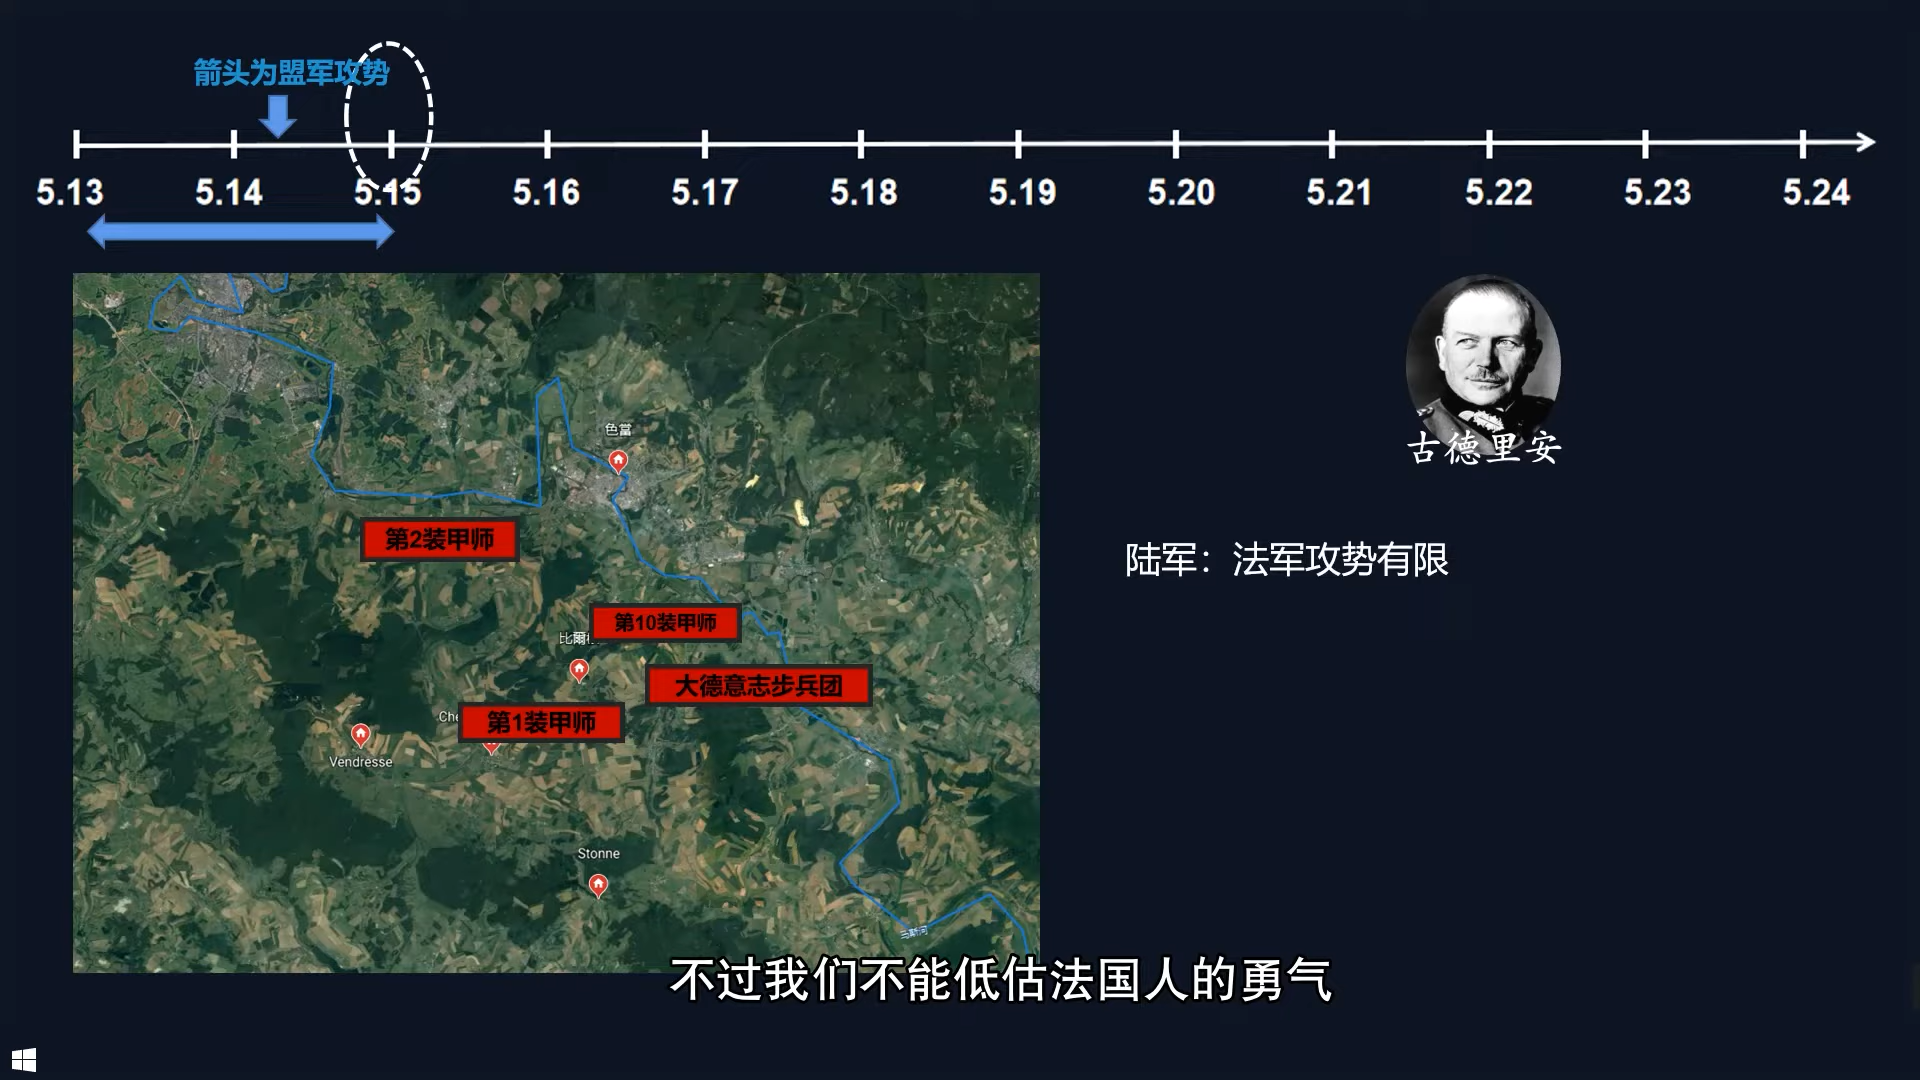 箭头为盟军攻势
5.13 5.14 5.15 5.16 5.17 5.18 5.19 5.20 5.21 5.22 5.23 5.24
色當
古德里安
第2装甲师
陆军：法军攻势有限
第10装甲师
比爾
大德意志步兵团
Che
第1装甲师
Vendresse
Stonne
不过我们不能低估法国人的勇气